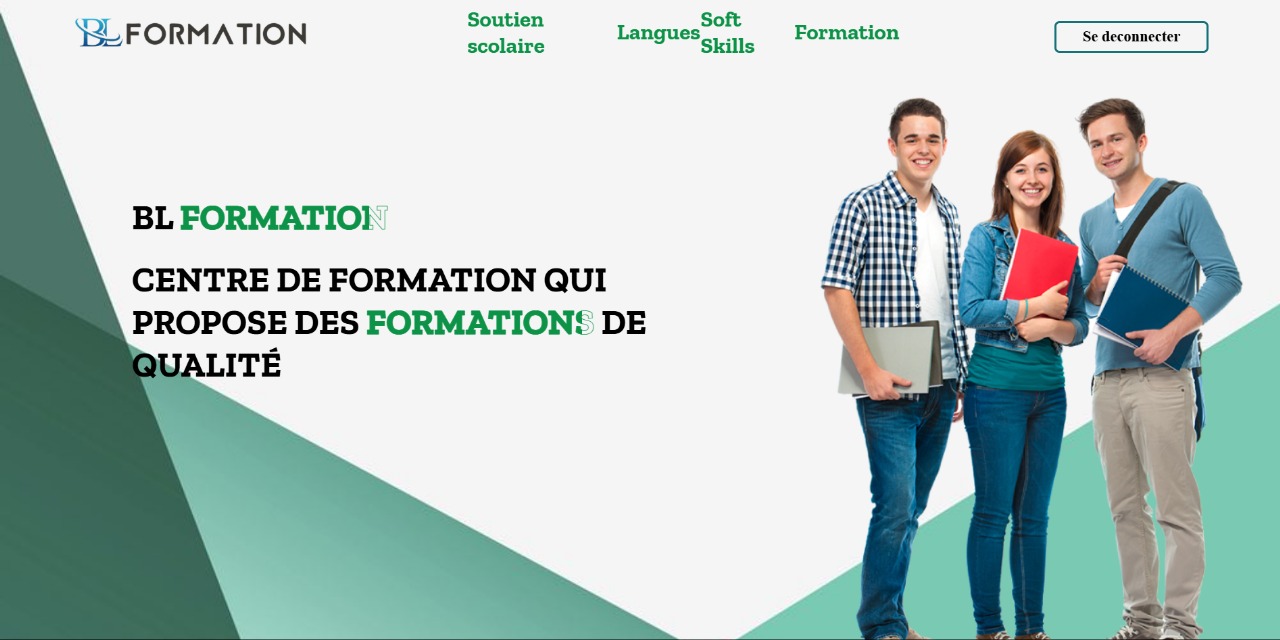 BL FORMATION
Soutien scolaire
Langues
Soft Skills
Formation
Se deconnecter
BL FORMATION
CENTRE DE FORMATION QUI
PROPOSE DES FORMATIONS DE
QUALITÉ